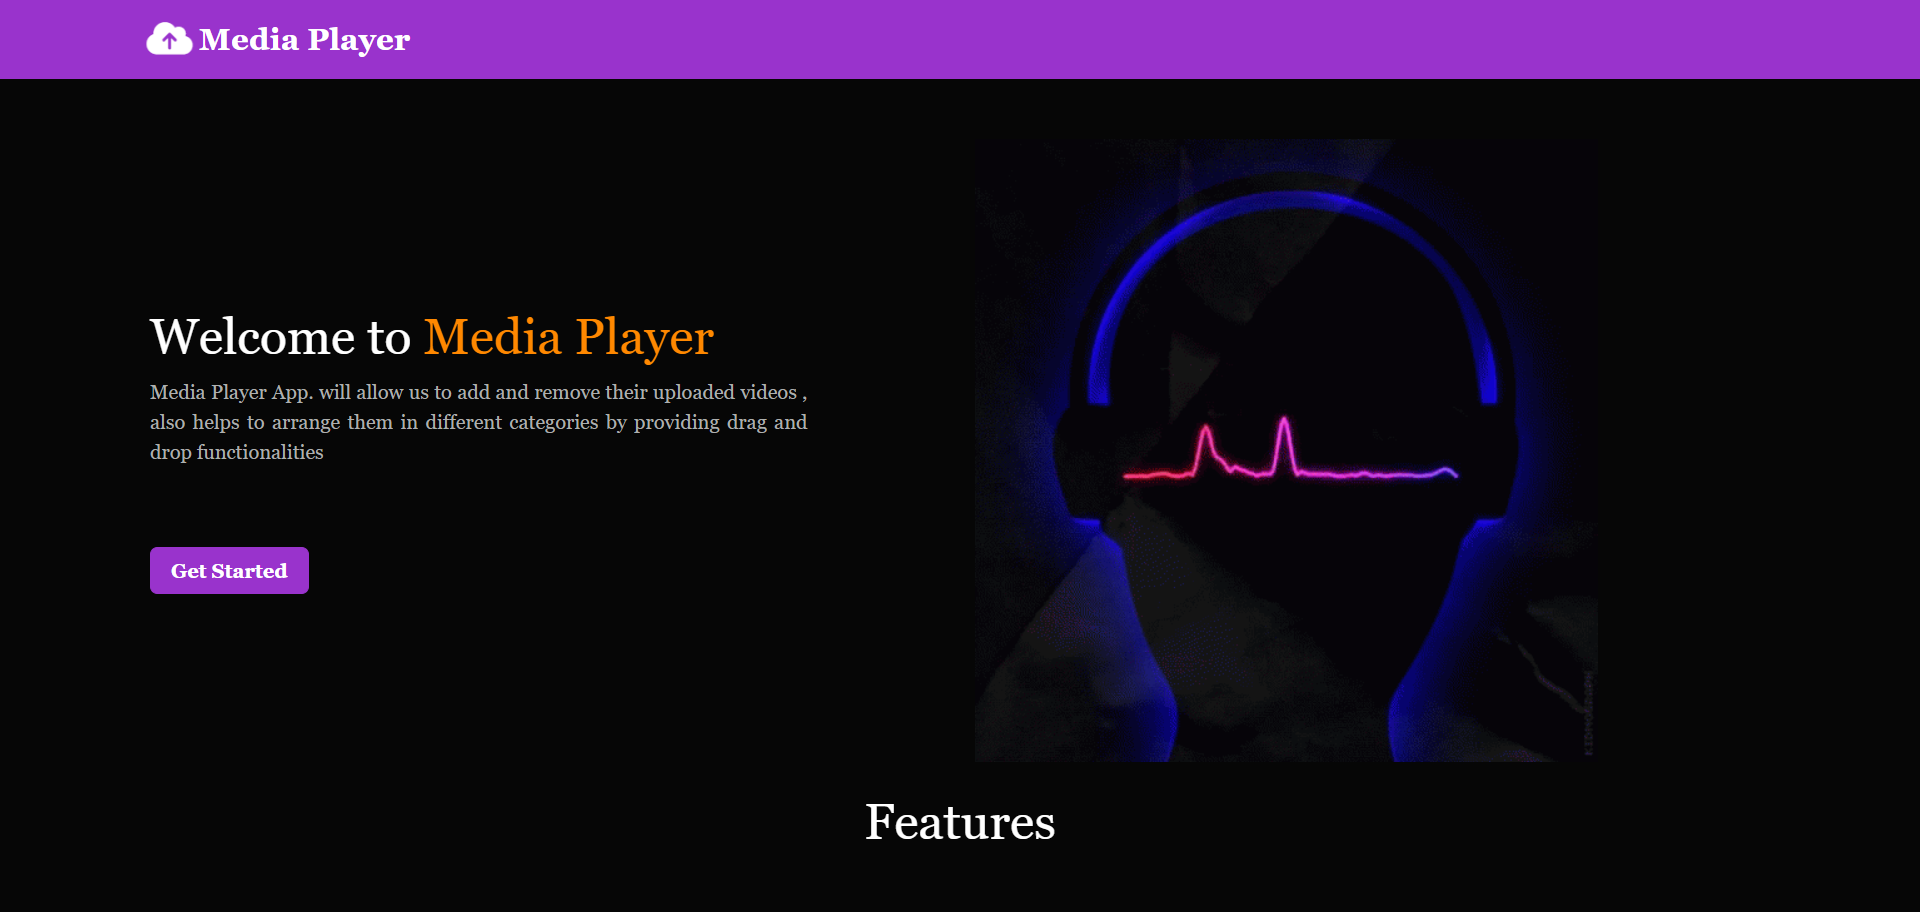 Media Player
Welcome to Media Player
Media Player App. will allow us to add and remove their uploaded videos ,
also helps to arrange them in different categories by providing drag and
drop functionalities
Get Started
KIDMOGRAPH
Features